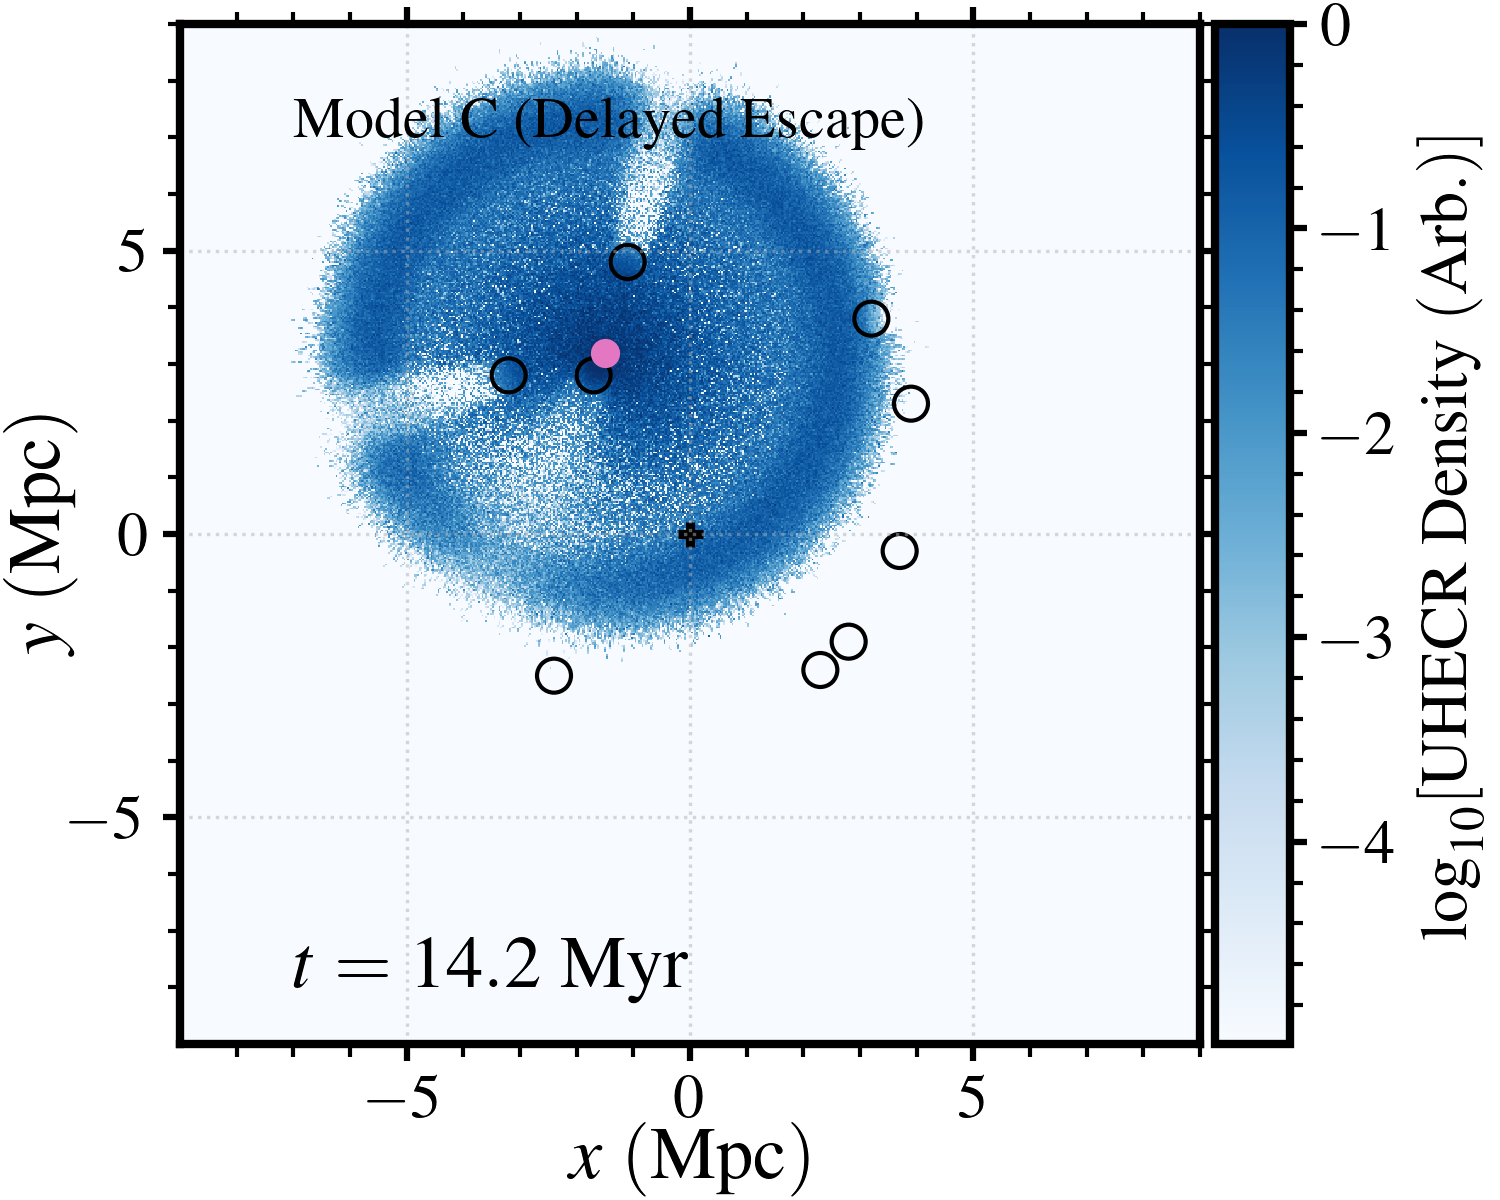 Model C (Delayed Escape)
t = 14.2 Myr
y (Mpc)
5
0
−5
−5
0
5
x (Mpc)
0
−1
−2
−3
−4
log₁₀[UHECR Density (Arb.)]